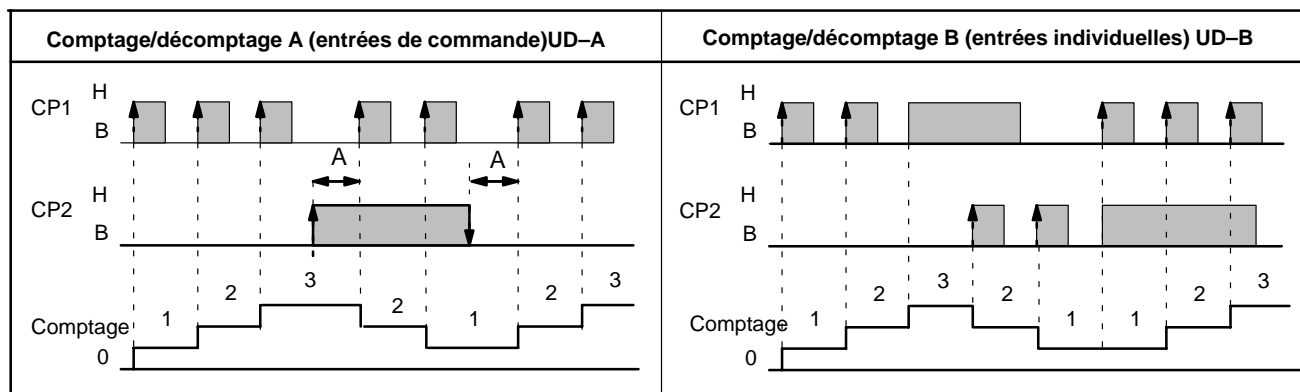 Comptage/décomptage A (entrées de commande)UD–A
CP1
H
B
A
A
CP2
H
B
Comptage
0
1
2
3
2
1
2
3
Comptage/décomptage B (entrées individuelles) UD–B
CP1
H
B
CP2
H
B
Comptage
0
1
2
3
2
1
1
2
3